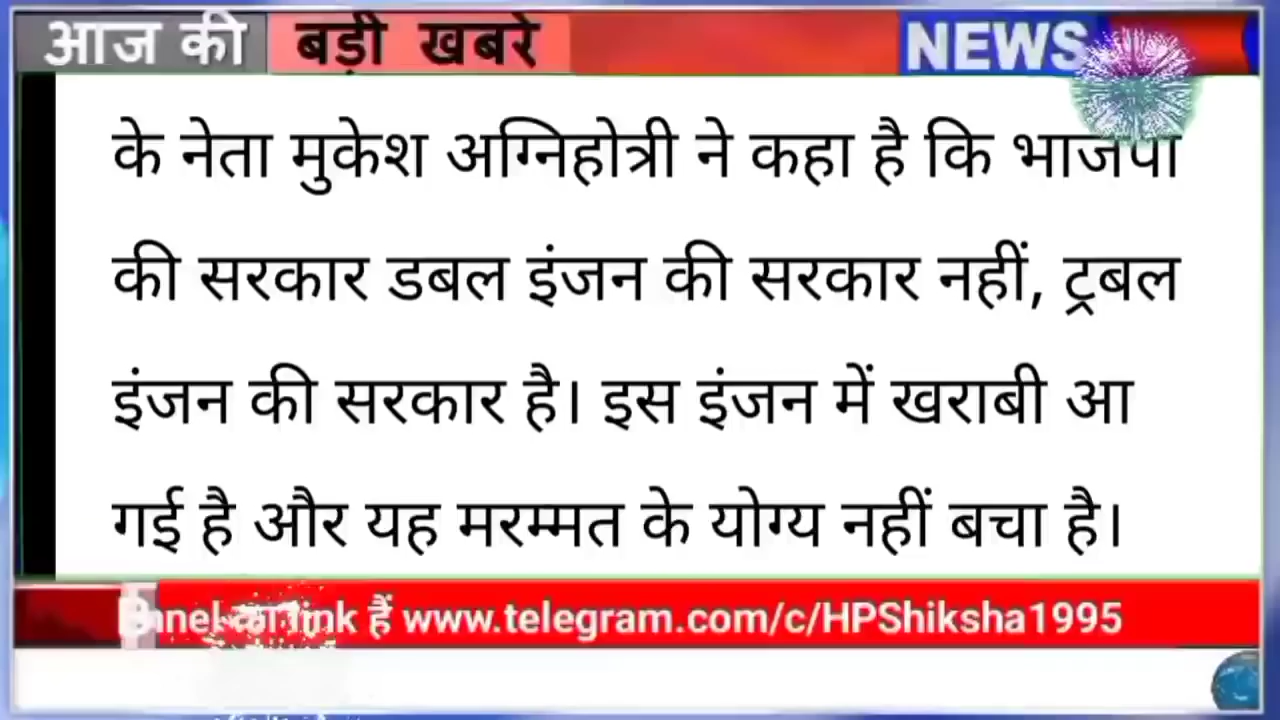 आज की बड़ी खबरे NEWS
के नेता मुकेश अग्निहोत्री ने कहा है कि भाजपा
की सरकार डबल इंजन की सरकार नहीं, ट्रबल
इंजन की सरकार है। इस इंजन में खराबी आ
गई है और यह मरम्मत के योग्य नहीं बचा है।
का link हैं www.telegram.com/c/HPShiksha1995